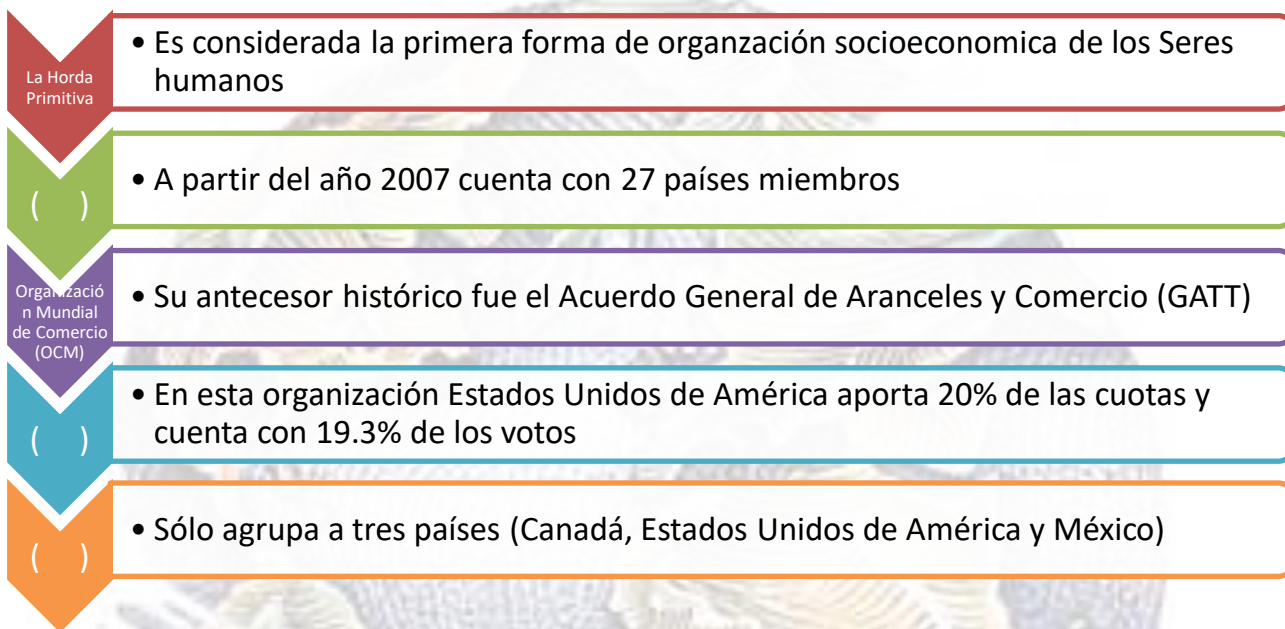 La Horda
Primitiva
• Es considerada la primera forma de organzación socioeconomica de los Seres
humanos
( )
• A partir del año 2007 cuenta con 27 países miembros
Organizació
n Mundial
de Comercio
(OCM)
• Su antecesor histórico fue el Acuerdo General de Aranceles y Comercio (GATT)
( )
• En esta organización Estados Unidos de América aporta 20% de las cuotas y
cuenta con 19.3% de los votos
( )
• Sólo agrupa a tres países (Canadá, Estados Unidos de América y México)